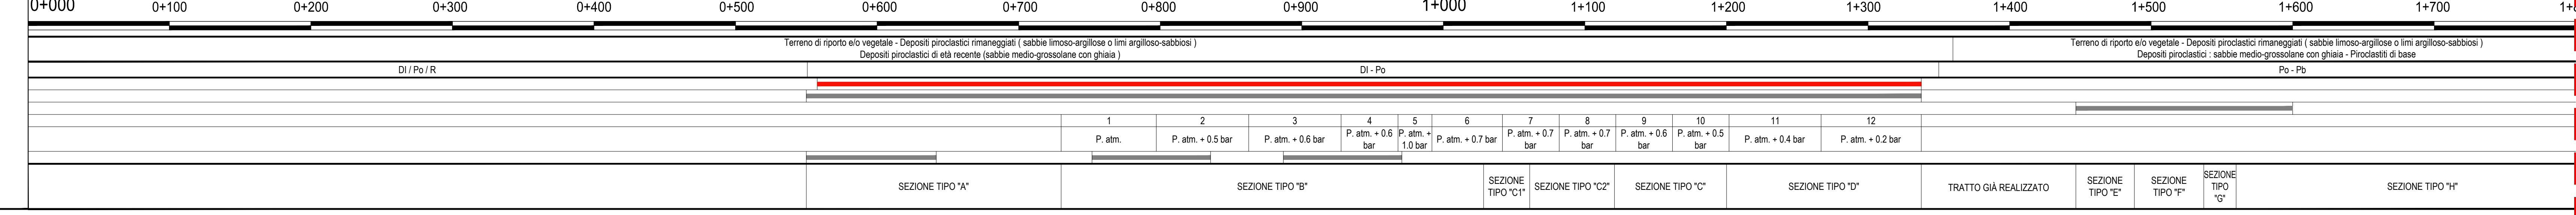 0+000 0+100 0+200 0+300 0+400 0+500 0+600 0+700 0+800 0+900 1+000 1+100 1+200 1+300 1+400 1+500 1+600 1+700
Terreno di riporto e/o vegetale - Depositi piroclastici rimaneggiati ( sabbie limoso-argillose o limi argilloso-sabbiosi )
Depositi piroclastici di età recente (sabbie medio-grossolane con ghiaia )
Terreno di riporto e/o vegetale - Depositi piroclastici rimaneggiati ( sabbie limoso-argillose o limi argilloso-sabbiosi )
Depositi piroclastici : sabbie medio-grossolane con ghiaia - Piroclastiti di base
DI / Po / R DI - Po Po - Pb
1 2 3 4 5 6 7 8 9 10 11 12
P. atm.
P. atm. + 0.5 bar
P. atm. + 0.6 bar
P. atm. + 0.6
bar
P. atm. +
1.0 bar
P. atm. + 0.7 bar
P. atm. + 0.7
bar
P. atm. + 0.7
bar
P. atm. + 0.6
bar
P. atm. + 0.5
bar
P. atm. + 0.4 bar
P. atm. + 0.2 bar
SEZIONE TIPO "A"
SEZIONE TIPO "B"
SEZIONE
TIPO "C1"
SEZIONE TIPO "C2"
SEZIONE TIPO "C"
SEZIONE TIPO "D"
TRATTO GIÀ REALIZZATO
SEZIONE
TIPO "E"
SEZIONE
TIPO "F"
SEZIONE
TIPO
"G"
SEZIONE TIPO "H"